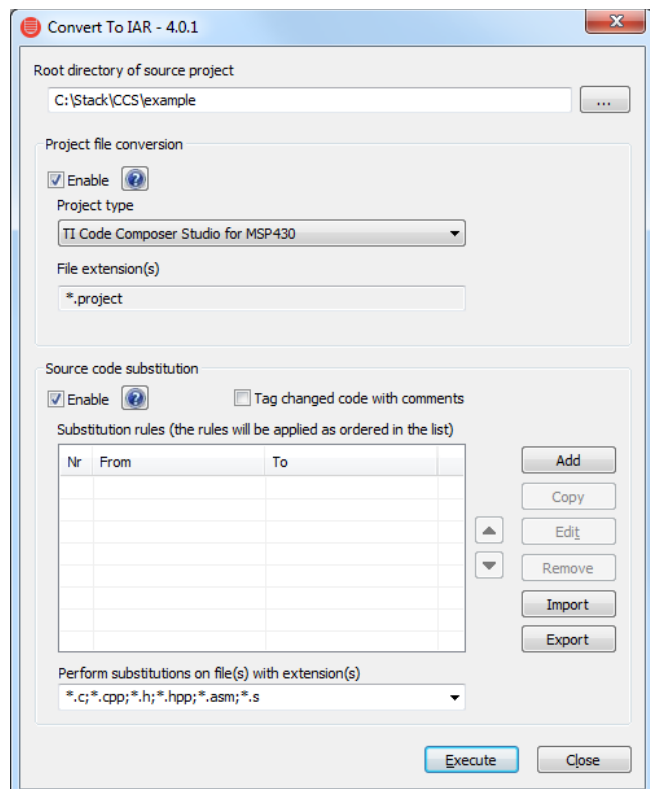 Convert To IAR - 4.0.1
Root directory of source project
C:\Stack\CCS\example
...
Project file conversion
Enable
Project type
TI Code Composer Studio for MSP430
File extension(s)
*.project
Source code substitution
Enable Tag changed code with comments
Substitution rules (the rules will be applied as ordered in the list)
Nr From To
Add
Copy
Edit
Remove
Import
Export
Perform substitutions on file(s) with extension(s)
*.c;*.cpp;*.h;*.hpp;*.asm;*.s
Execute Close